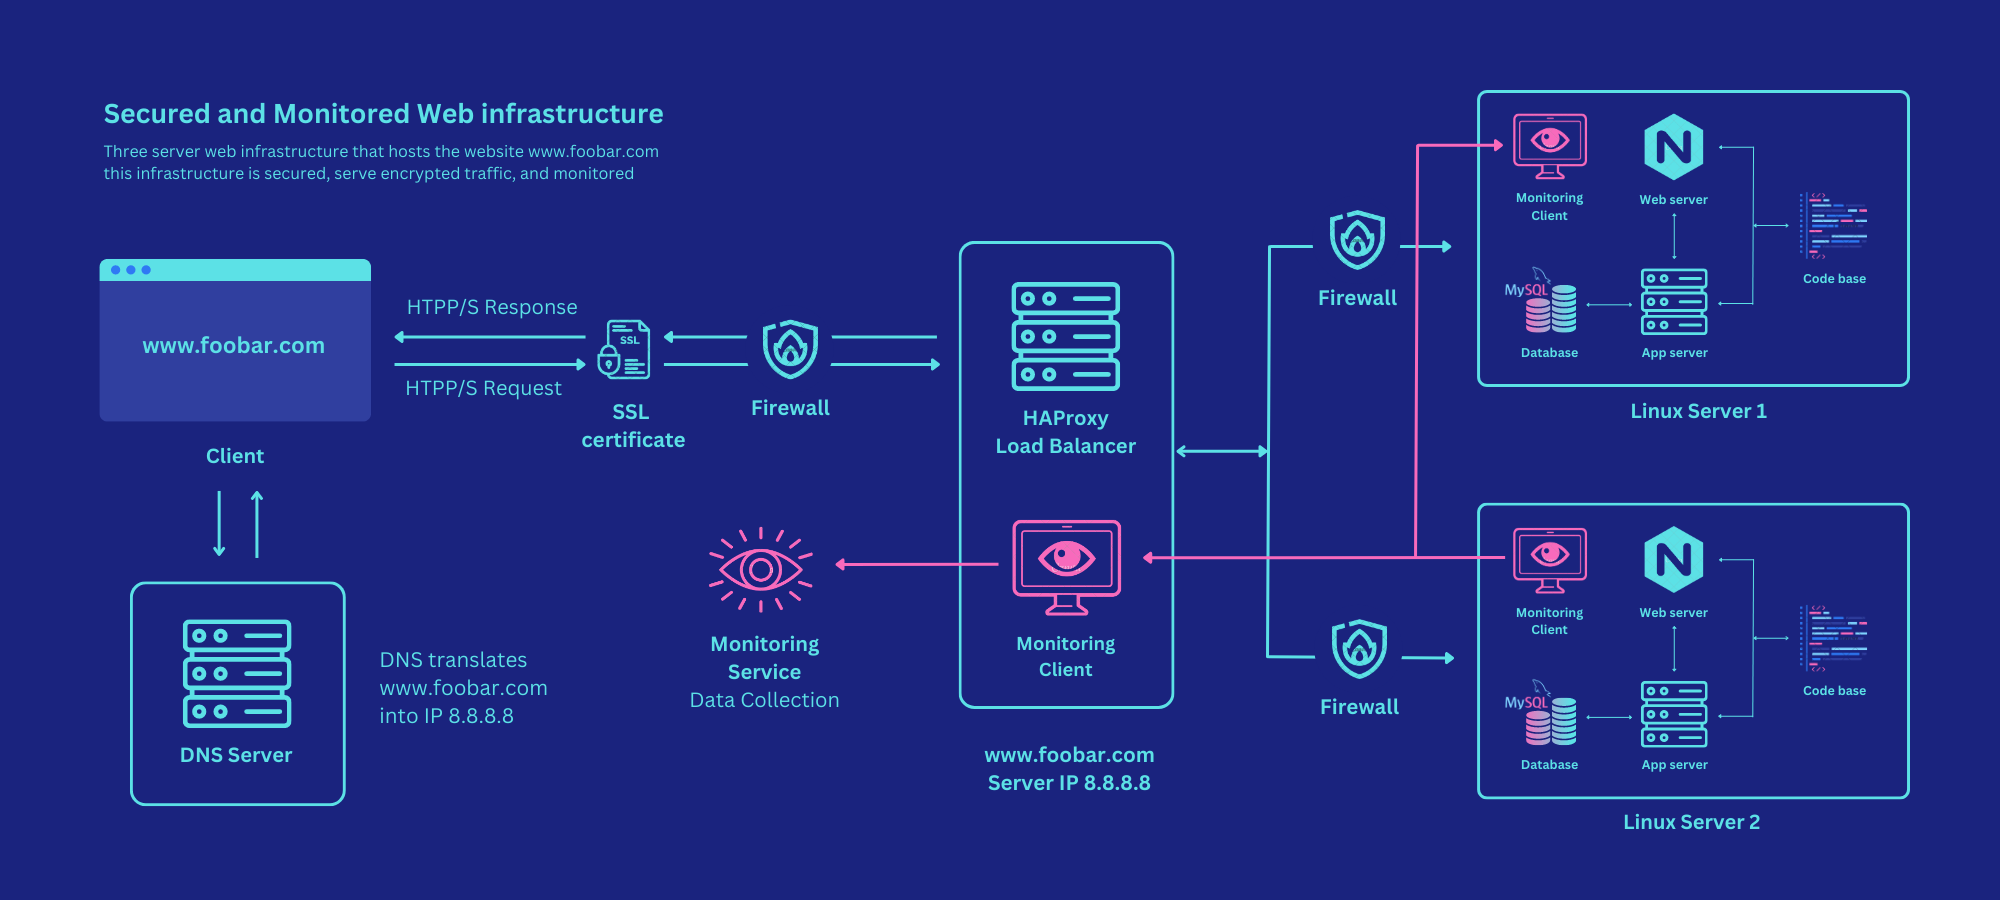 Secured and Monitored Web infrastructure
Three server web infrastructure that hosts the website www.foobar.com
this infrastructure is secured, serve encrypted traffic, and monitored
www.foobar.com
Client
HTPP/S Response
HTPP/S Request
SSL
SSL
certificate
Firewall
DNS Server
DNS translates
www.foobar.com
into IP 8.8.8.8
Monitoring
Service
Data Collection
HAProxy
Load Balancer
Monitoring
Client
www.foobar.com
Server IP 8.8.8.8
Firewall
Firewall
Monitoring
Client
Web server
Code base
MySQL
Database
App server
Linux Server 1
Monitoring
Client
Web server
Code base
MySQL
Database
App server
Linux Server 2